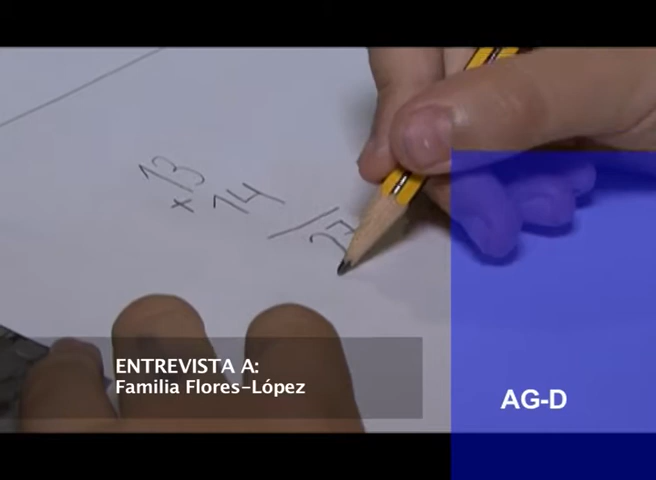 13
x 14
27
ENTREVISTA A:
Familia Flores-López
AG-D